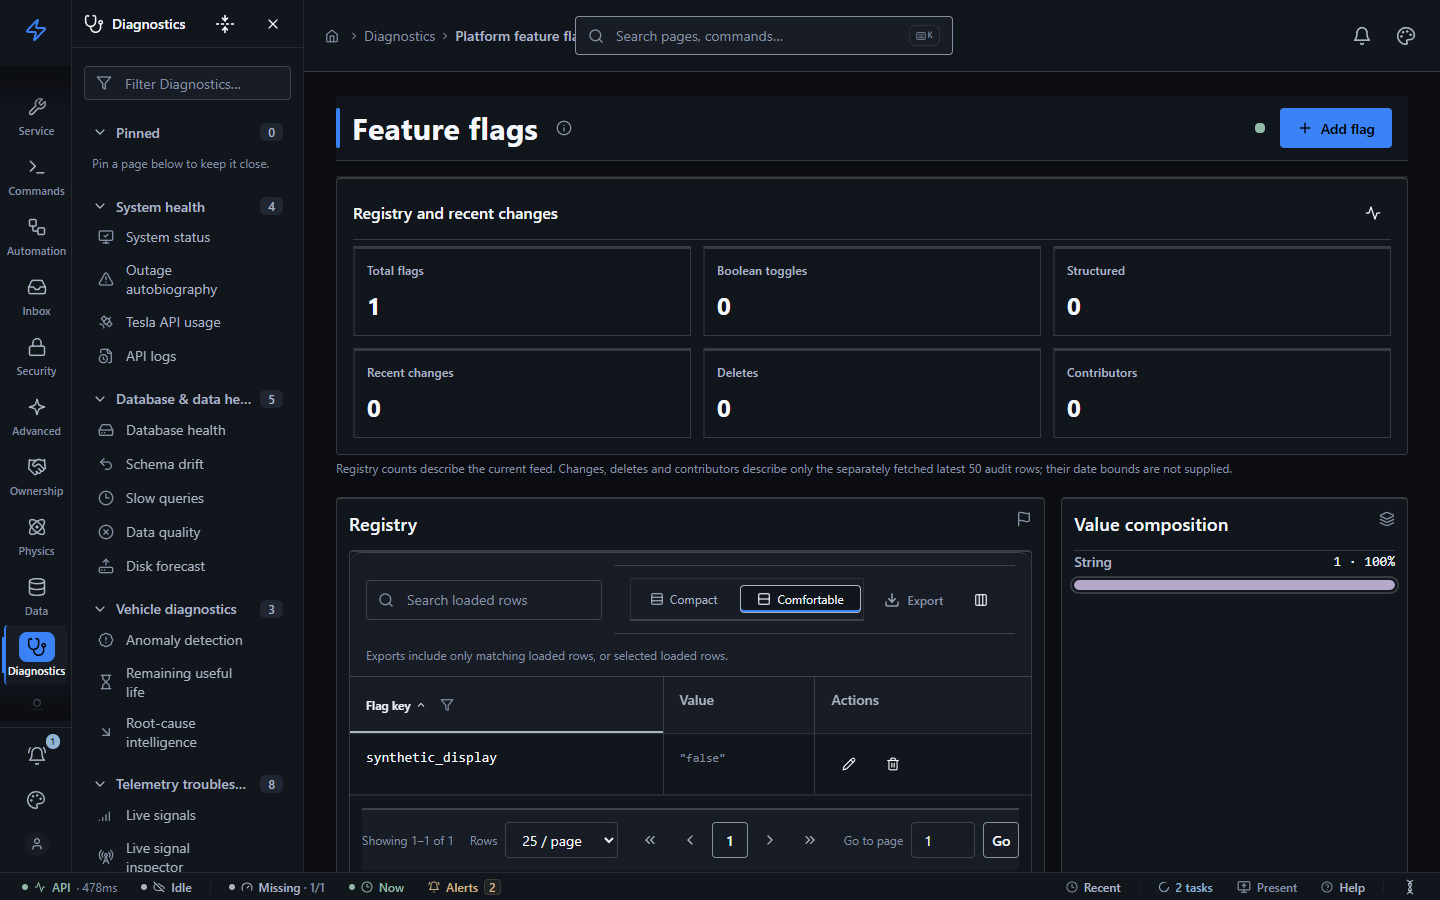 Diagnostics
Diagnostics
Platform feature fla
Search pages, commands...
K
Service
Commands
Automation
Inbox
Security
Advanced
Ownership
Physics
Data
Diagnostics
1
Filter Diagnostics...
Pinned 0
Pin a page below to keep it close.
System health 4
System status
Outage
autobiography
Tesla API usage
API logs
Database & data he... 5
Database health
Schema drift
Slow queries
Data quality
Disk forecast
Vehicle diagnostics 3
Anomaly detection
Remaining useful
life
Root-cause
intelligence
Telemetry troubles... 8
Live signals
Live signal
inspector
Feature flags
Add flag
Registry and recent changes
Total flags
1
Boolean toggles
0
Structured
0
Recent changes
0
Deletes
0
Contributors
0
Registry counts describe the current feed. Changes, deletes and contributors describe only the separately fetched latest 50 audit rows; their date bounds are not supplied.
Registry
Search loaded rows
Compact
Comfortable
Export
Exports include only matching loaded rows, or selected loaded rows.
Flag key Value Actions
synthetic_display "false"
Showing 1–1 of 1 Rows 25 / page 1 Go to page 1 Go
Value composition
String 1 · 100%
API · 478ms Idle Missing · 1/1 Now Alerts 2 Recent 2 tasks Present Help